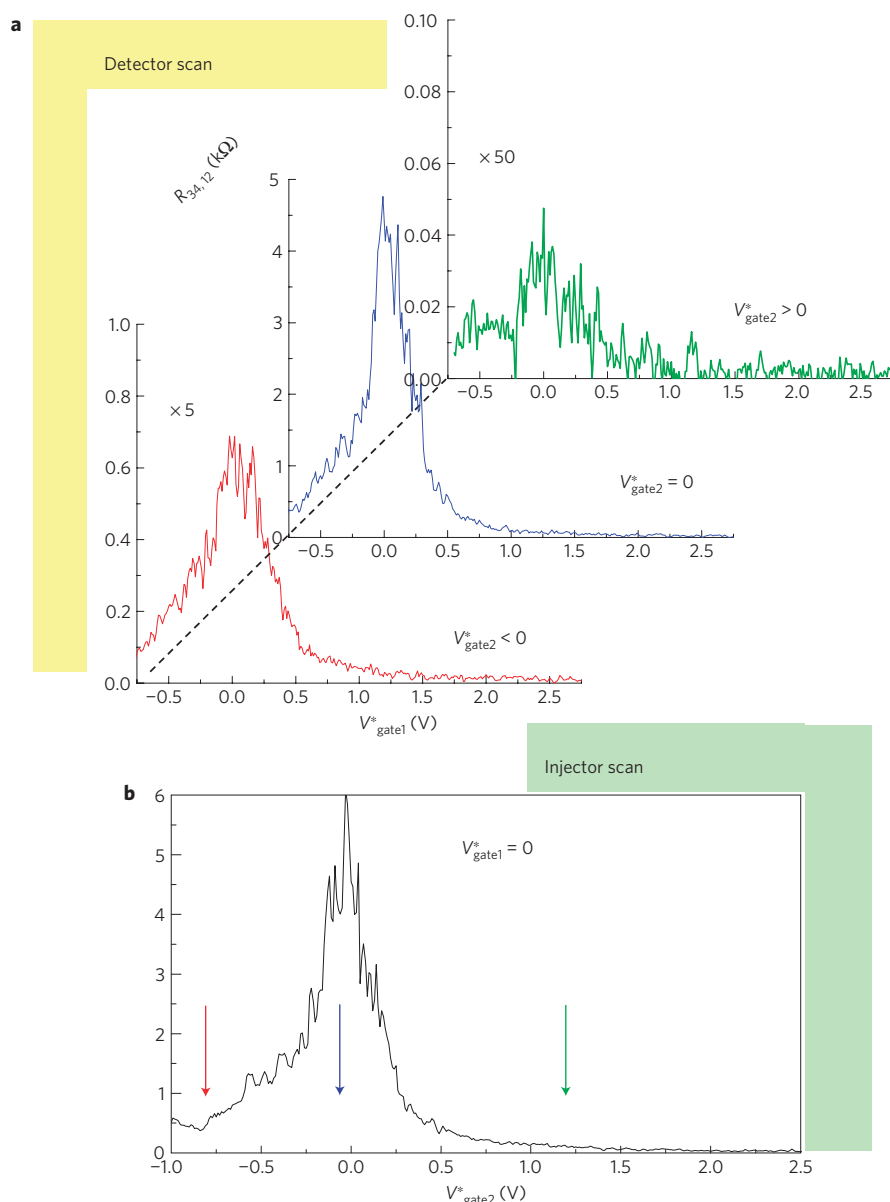 a
Detector scan
R34,12 (kΩ)
0.10
0.08
0.06
0.04
0.02
0.00
×50
V*gate2 > 0
−0.5 0.0 0.5 1.0 1.5 2.0 2.5
5
4
3
2
1
0
V*gate2 = 0
−0.5 0.0 0.5 1.0 1.5 2.0 2.5
1.0
0.8
0.6
0.4
0.2
0.0
×5
V*gate2 < 0
−0.5 0.0 0.5 1.0 1.5 2.0 2.5
V*gate1 (V)
Injector scan
b
6
5
4
3
2
1
0
V*gate1 = 0
−1.0 −0.5 0.0 0.5 1.0 1.5 2.0 2.5
V*gate2 (V)